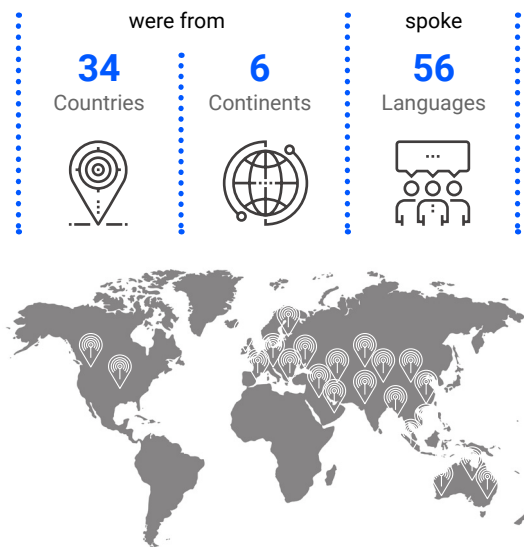 were from
spoke
34
6
56
Countries
Continents
Languages